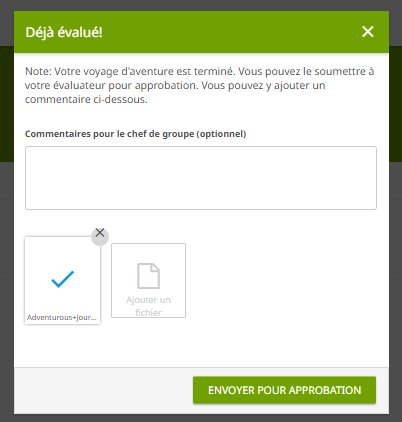 Déjà évalué!
Note: Votre voyage d'aventure est terminé. Vous pouvez le soumettre à
votre évaluateur pour approbation. Vous pouvez y ajouter un
commentaire ci-dessous.
Commentaires pour le chef de groupe (optionnel)
Adventurous+Jour...
Ajouter un
fichier
ENVOYER POUR APPROBATION